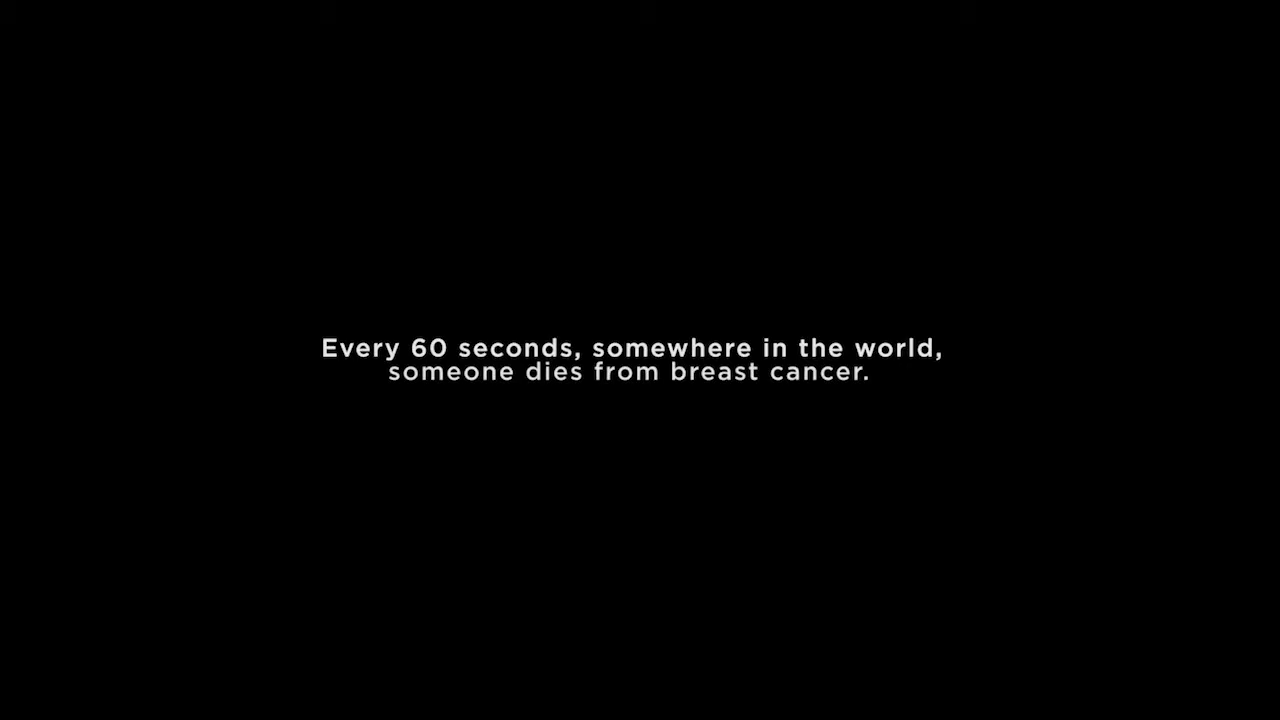 Every 60 seconds, somewhere in the world,
someone dies from breast cancer.